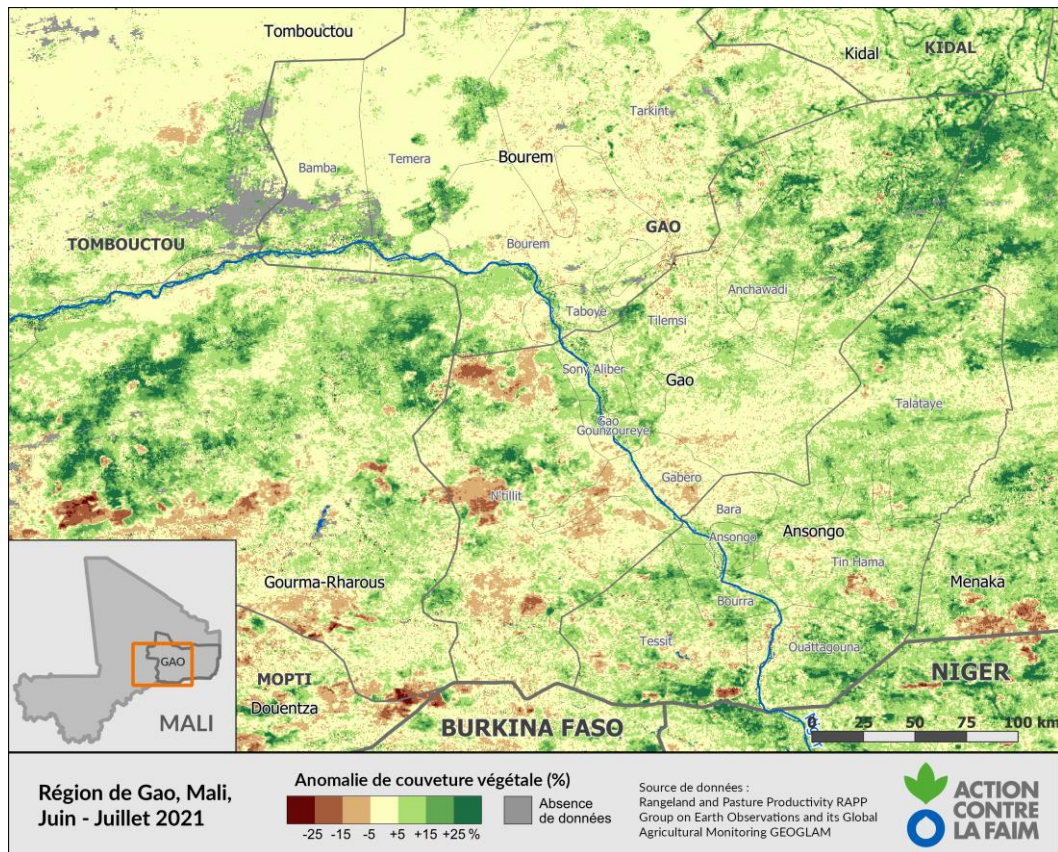 Tombouctou
Kidal
KIDAL
Tarkint
Bamba
Temera
Bourem
TOMBOUCTOU
Bourem
GAO
Anchawadi
Taboye
Tilemsi
Sony Aliber
Gao
Talataye
Gao
Gounzoureye
Gabero
N'tillit
Bara
Ansongo
Ansongo
Tin Hama
Gourma-Rharous
Menaka
Bourra
Tessit
Ouattagouna
GAO
MALI
MOPTI
Douentza
NIGER
BURKINA FASO
0 25 50 75 100 km
Région de Gao, Mali,
Juin - Juillet 2021
Anomalie de couveture végétale (%)
-25 -15 -5 +5 +15 +25 %
Absence
de données
Source de données :
Rangeland and Pasture Productivity RAPP
Group on Earth Observations and its Global
Agricultural Monitoring GEOGLAM
ACTION
CONTRE
LA FAIM